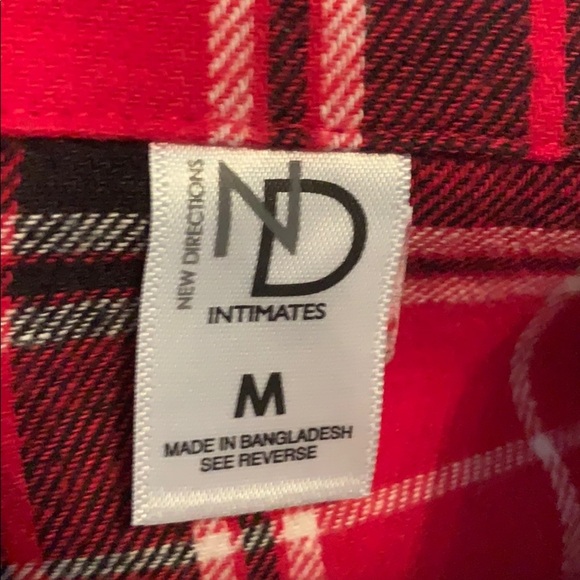 NEW DIRECTIONS
ND
INTIMATES
M
MADE IN BANGLADESH
SEE REVERSE